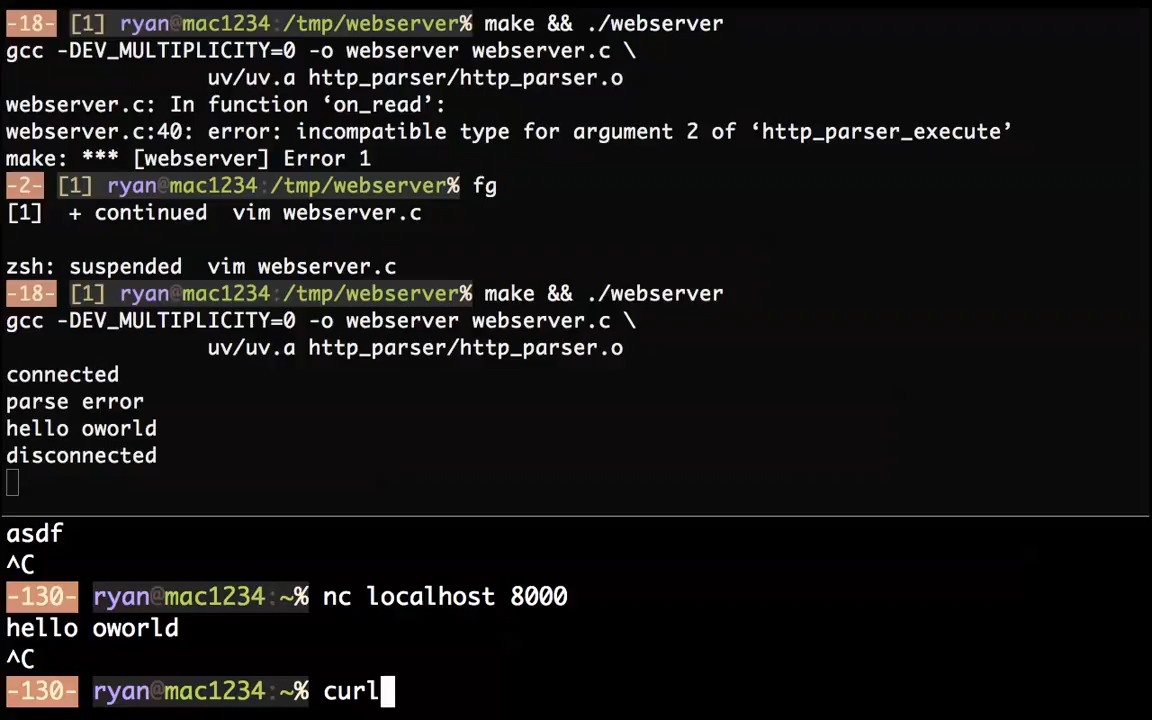 -18- [1] ryan@mac1234:/tmp/webserver% make && ./webserver
gcc -DEV_MULTIPLICITY=0 -o webserver webserver.c \
uv/uv.a http_parser/http_parser.o
webserver.c: In function ‘on_read’:
webserver.c:40: error: incompatible type for argument 2 of ‘http_parser_execute’
make: *** [webserver] Error 1
-2- [1] ryan@mac1234:/tmp/webserver% fg
[1]  + continued  vim webserver.c
zsh: suspended  vim webserver.c
-18- [1] ryan@mac1234:/tmp/webserver% make && ./webserver
gcc -DEV_MULTIPLICITY=0 -o webserver webserver.c \
uv/uv.a http_parser/http_parser.o
connected
parse error
hello oworld
disconnected
asdf
^C
-130- ryan@mac1234:~% nc localhost 8000
hello oworld
^C
-130- ryan@mac1234:~% curl